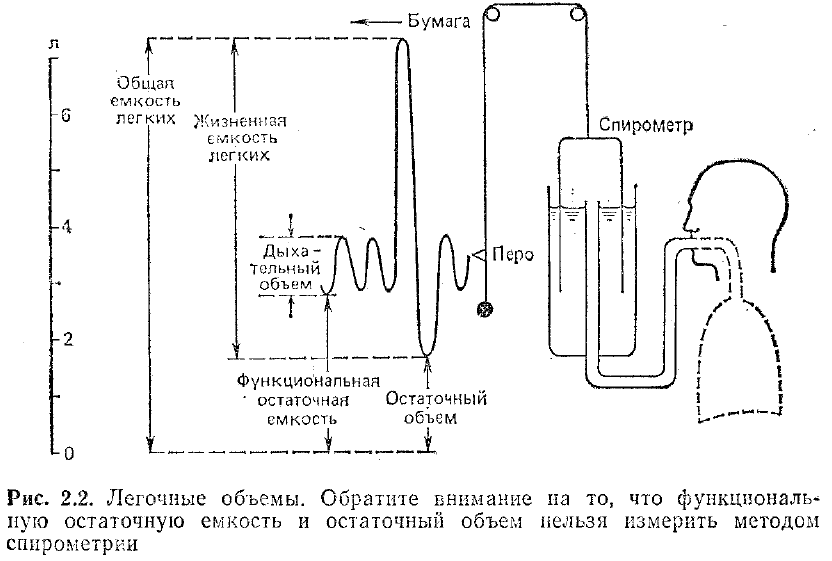 Бумага
л
Общая
емкость
легких
6
Жизненная
емкость
легких
Спирометр
4
Дыха-
тельный
объем
Перо
2
Функциональная
остаточная
емкость
Остаточный
объем
0
Рис. 2.2. Легочные объемы. Обратите внимание на то, что функциональ-
ную остаточную емкость и остаточный объем нельзя измерить методом
спирометрии